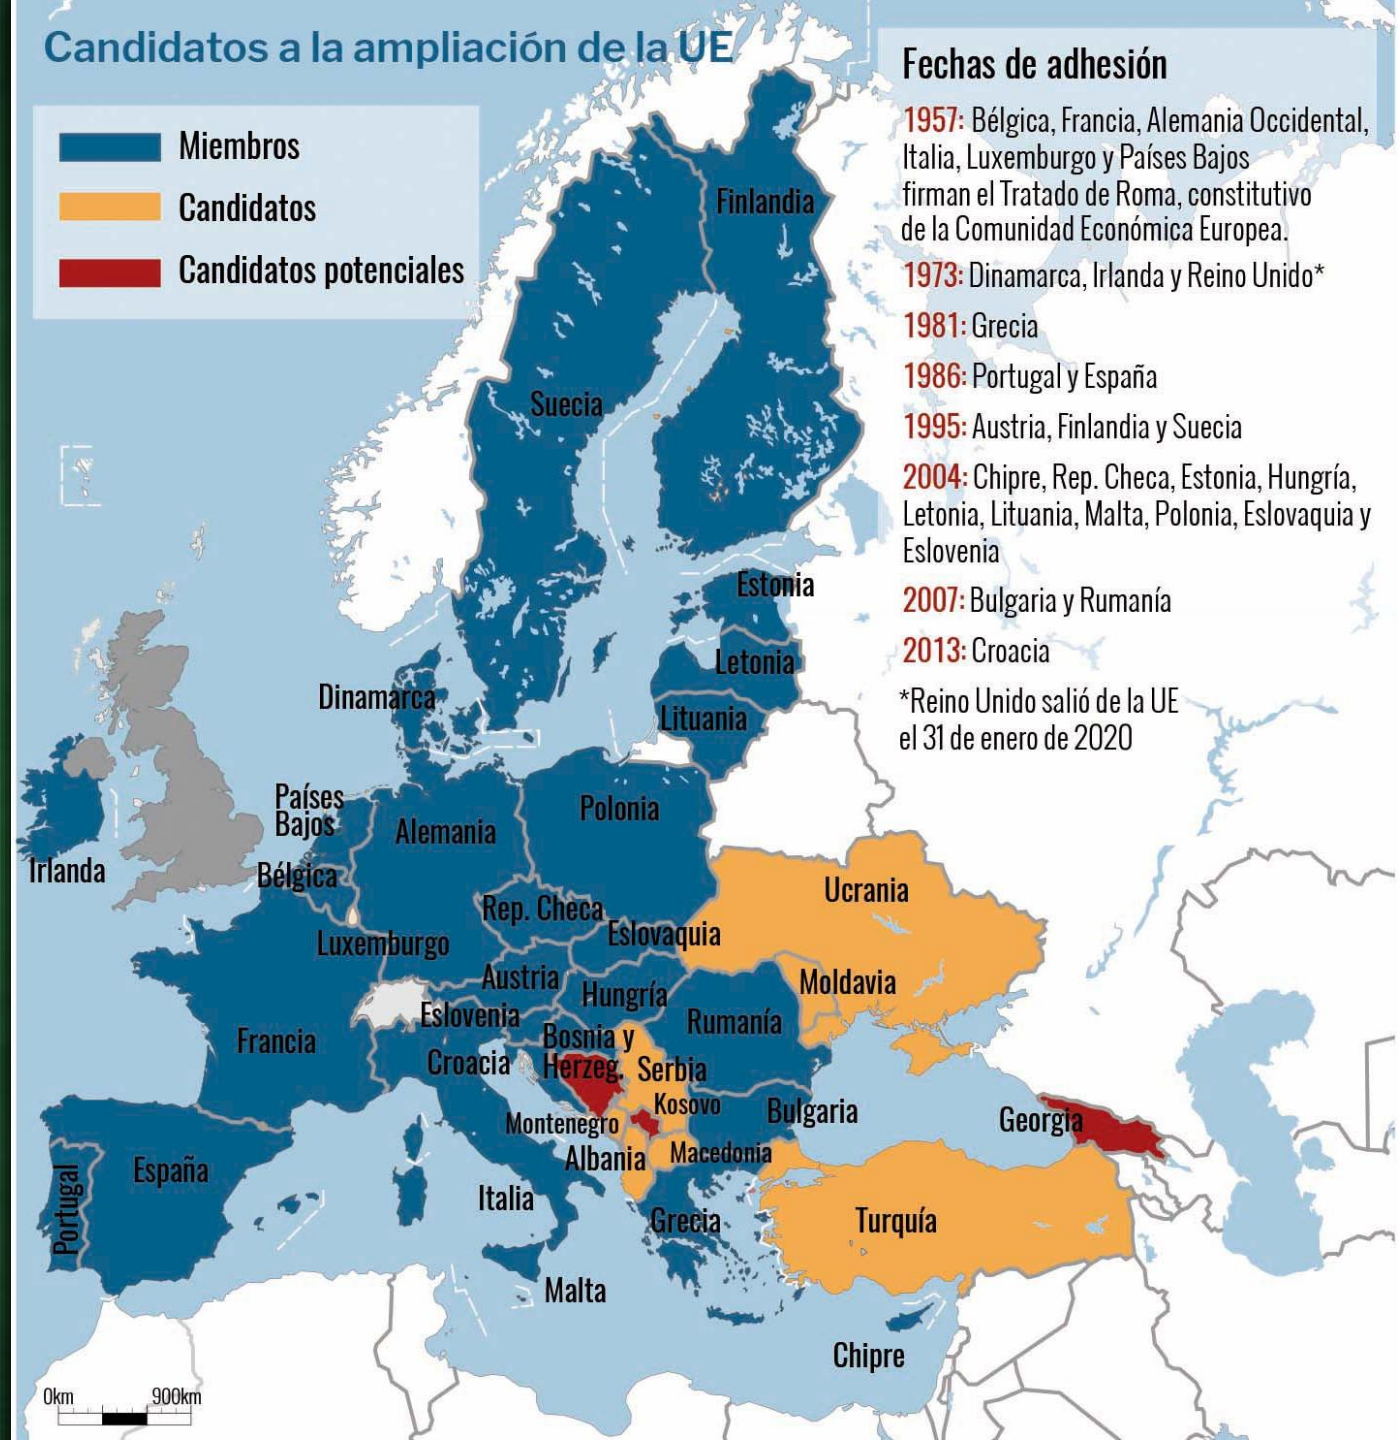 Candidatos a la ampliación de la UE
Miembros
Candidatos
Candidatos potenciales
Fechas de adhesión
1957: Bélgica, Francia, Alemania Occidental,
Italia, Luxemburgo y Países Bajos
firman el Tratado de Roma, constitutivo
de la Comunidad Económica Europea.
1973: Dinamarca, Irlanda y Reino Unido*
1981: Grecia
1986: Portugal y España
1995: Austria, Finlandia y Suecia
2004: Chipre, Rep. Checa, Estonia, Hungría,
Letonia, Lituania, Malta, Polonia, Eslovaquia y
Eslovenia
2007: Bulgaria y Rumanía
2013: Croacia
*Reino Unido salió de la UE
el 31 de enero de 2020
Finlandia
Suecia
Estonia
Letonia
Dinamarca
Lituania
Países
Bajos
Polonia
Alemania
Irlanda
Bélgica
Ucrania
Rep. Checa
Eslovaquia
Luxemburgo
Austria
Moldavia
Hungría
Eslovenia
Rumanía
Francia
Bosnia y
Herzeg.
Croacia
Serbia
Kosovo
Bulgaria
Georgia
Montenegro
Macedonia
Albania
España
Portugal
Italia
Grecia
Turquía
Malta
Chipre
0km 900km